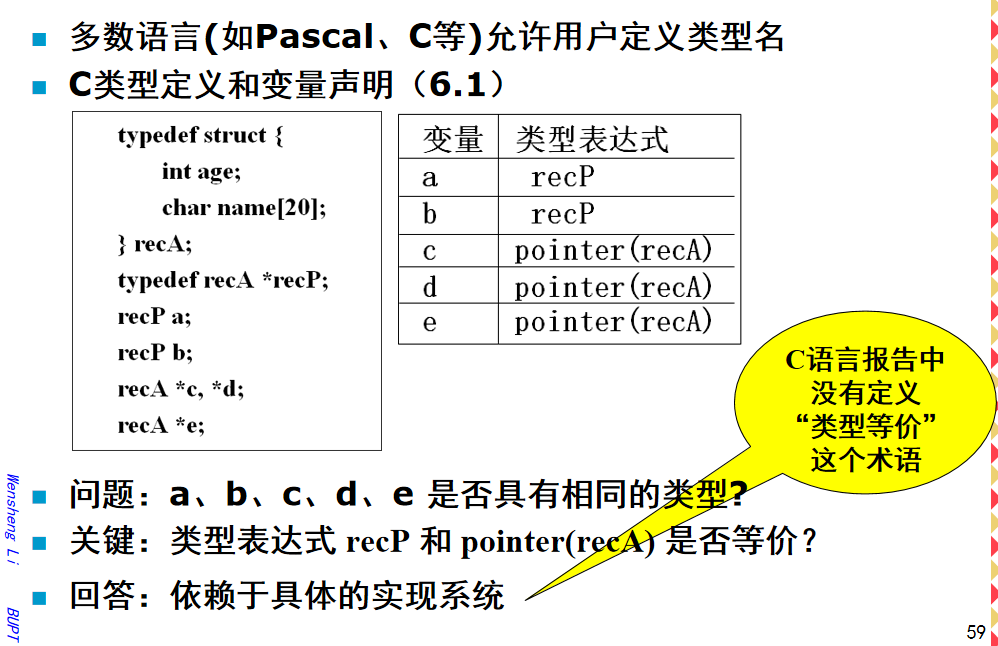 多数语言(如Pascal、C等)允许用户定义类型名
C类型定义和变量声明（6.1）
typedef struct {
int age;
char name[20];
} recA;
typedef recA *recP;
recP a;
recP b;
recA *c, *d;
recA *e;
变量 类型表达式
a recP
b recP
c pointer(recA)
d pointer(recA)
e pointer(recA)
C语言报告中
没有定义
“类型等价”
这个术语
问题：a、b、c、d、e 是否具有相同的类型?
关键：类型表达式 recP 和 pointer(recA) 是否等价？
回答：依赖于具体的实现系统
Wensheng Li BUPT
59